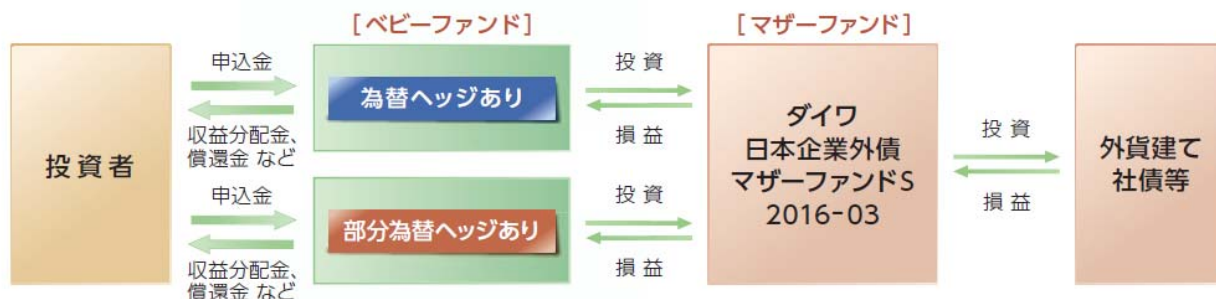 [ベビーファンド]
[マザーファンド]
投資者
申込金
収益分配金、
償還金 など
申込金
収益分配金、
償還金 など
為替ヘッジあり
部分為替ヘッジあり
投 資
損 益
投 資
損 益
ダイワ
日本企業外債
マザーファンドS
2016-03
投 資
損 益
外貨建て
社債等